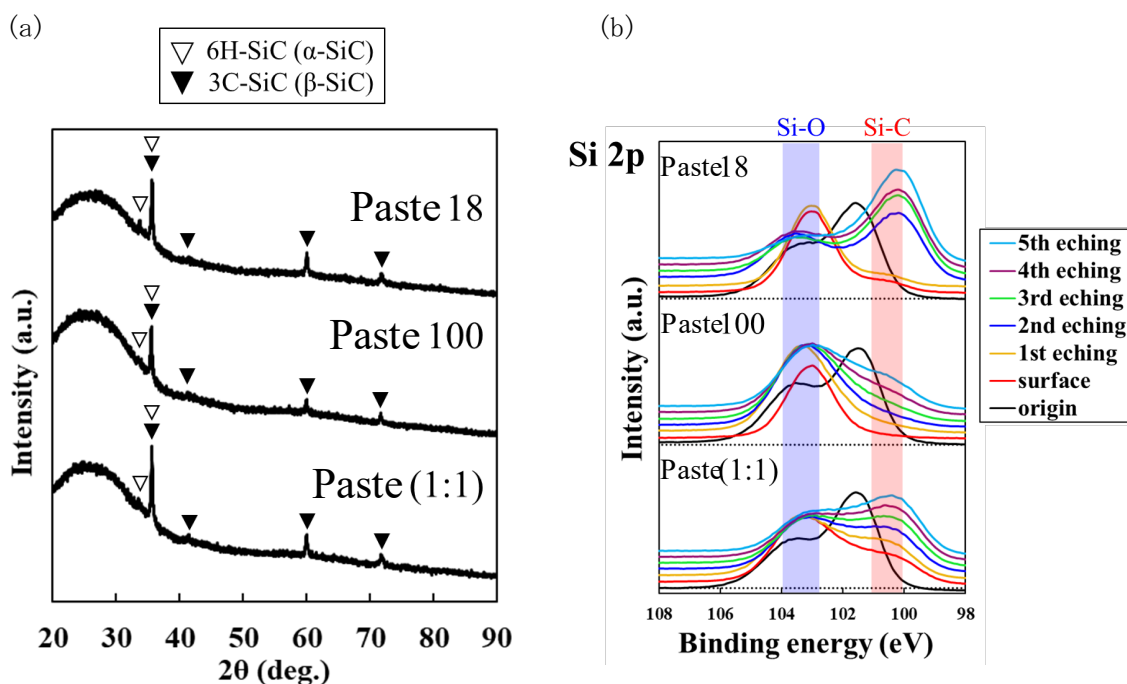 (a)
▽ 6H-SiC (α-SiC)
▼ 3C-SiC (β-SiC)
Intensity (a.u.)
Paste 18
Paste 100
Paste (1:1)
20 30 40 50 60 70 80 90
2θ (deg.)
(b)
Si-O Si-C
Si 2p
Paste18
Paste100
Paste(1:1)
Intensity (a.u.)
108 106 104 102 100 98
Binding energy (eV)
5th eching
4th eching
3rd eching
2nd eching
1st eching
surface
origin